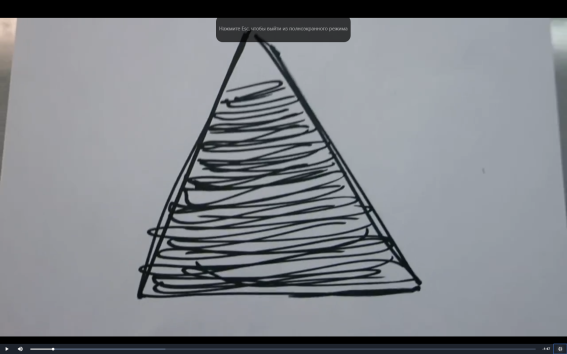 Нажмите Esc, чтобы выйти из полноэкранного режима